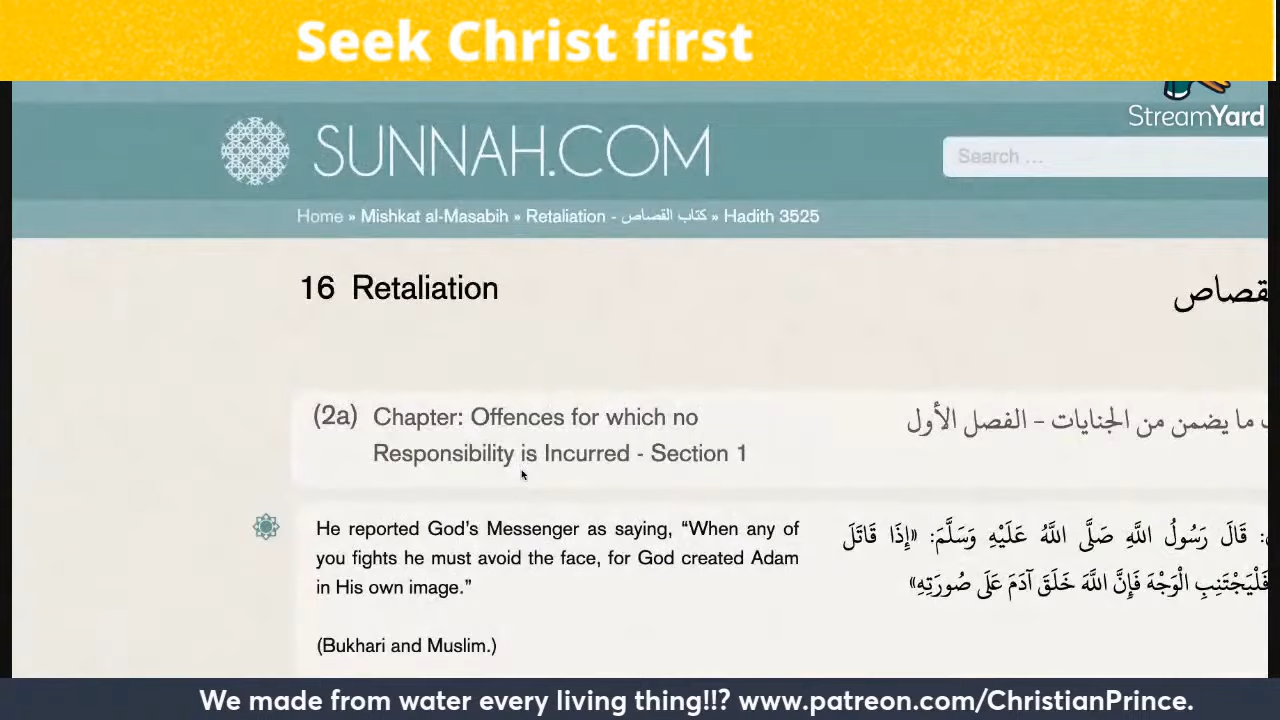 Seek Christ first
StreamYard
SUNNAH.COM
Search ...
Home » Mishkat al-Masabih » Retaliation - كتاب القصاص » Hadith 3525
16 Retaliation
القصاص
(2a) Chapter: Offences for which no
Responsibility is Incurred - Section 1
ما يضمن من الجنايات - الفصل الأول
He reported God's Messenger as saying, “When any of
you fights he must avoid the face, for God created Adam
in His own image.”
(Bukhari and Muslim.)
: قَالَ رَسُولُ اللَّهِ صَلَّى اللَّهُ عَلَيْهِ وَسَلَّمَ: «إِذَا قَاتَلَ
فَلْيَجْتَنِبِ الْوَجْهَ فَإِنَّ اللَّهَ خَلَقَ آدَمَ عَلَى صُورَتِهِ»
We made from water every living thing!!? www.patreon.com/ChristianPrince.